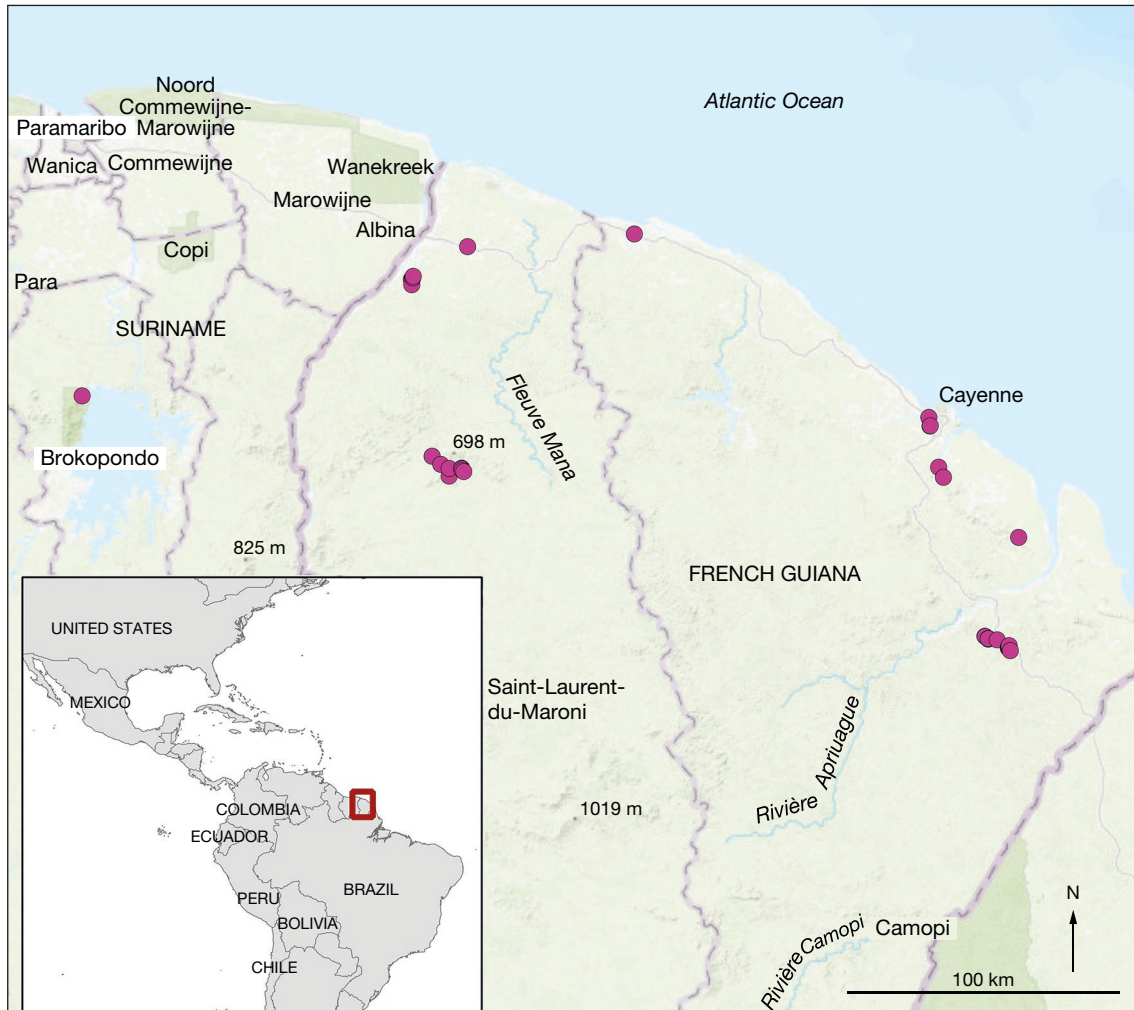 Noord
Commewijne-
Marowijne
Atlantic Ocean
Paramaribo
Wanica
Commewijne
Wanekreek
Marowijne
Albina
Copi
Para
SURINAME
Fleuve Mana
Cayenne
698 m
Brokopondo
825 m
FRENCH GUIANA
Saint-Laurent-
du-Maroni
Rivière Apriuague
1019 m
Rivière Camopi
Camopi
N
100 km
UNITED STATES
MEXICO
COLOMBIA
ECUADOR
BRAZIL
PERU
BOLIVIA
CHILE